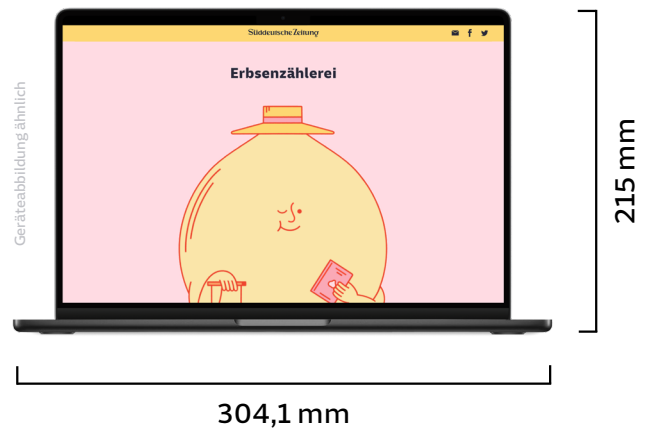 Süddeutsche Zeitung
Erbsenzählerei
Geräteabbildung ähnlich
215 mm
304,1 mm